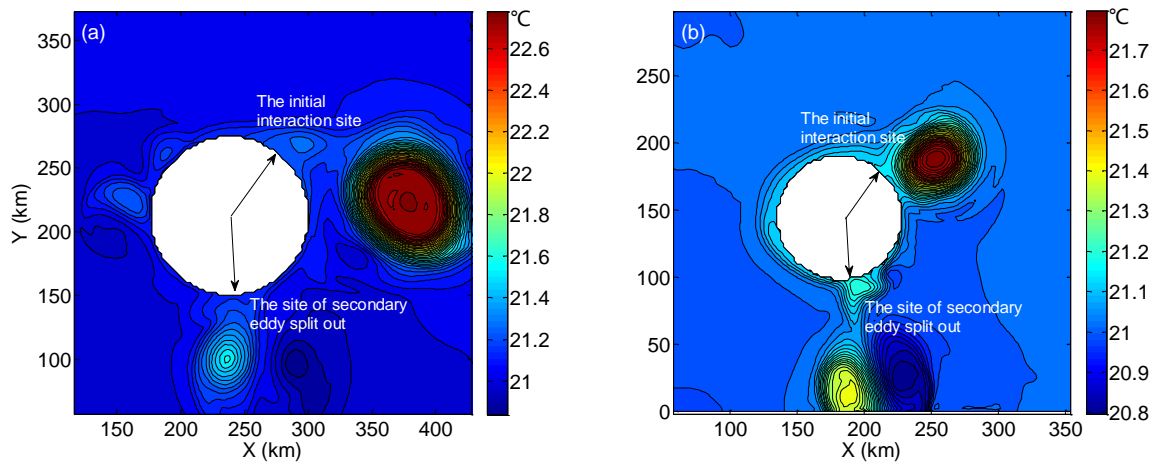 (a)
°C
350
300
250
200
150
100
Y (km)
150 200 250 300 350 400
X (km)
22.6
22.4
22.2
22
21.8
21.6
21.4
21.2
21
The initial
interaction site
The site of secondary
eddy split out
(b)
°C
250
200
150
100
50
0
100 150 200 250 300 350
X (km)
21.7
21.6
21.5
21.4
21.3
21.2
21.1
21
20.9
20.8
The initial
interaction site
The site of secondary
eddy split out